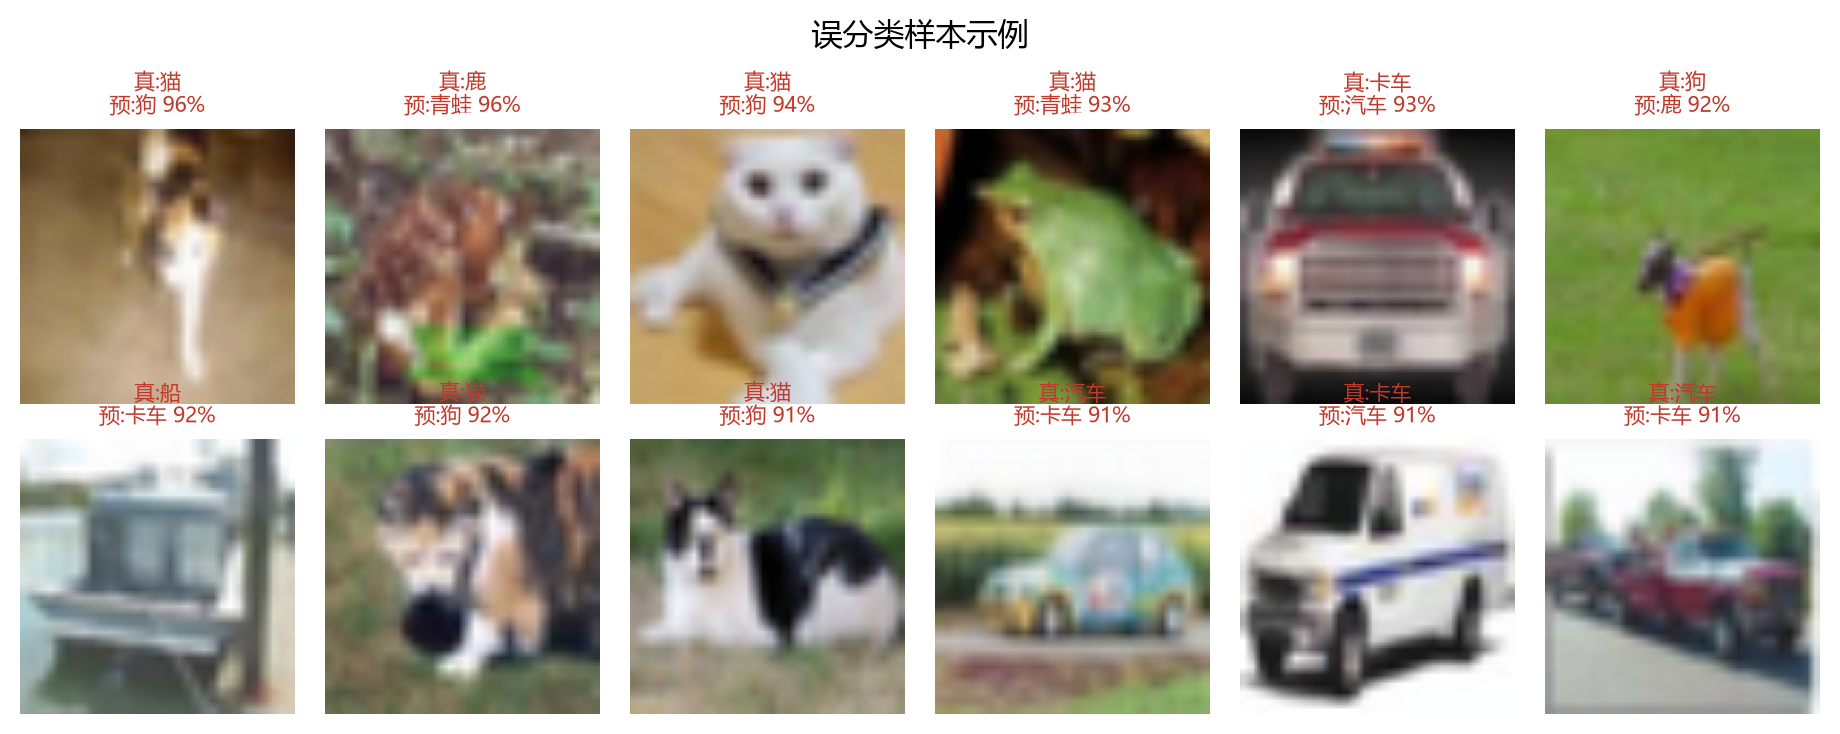 误分类样本示例
真:猫
预:狗 96%
真:鹿
预:青蛙 96%
真:猫
预:狗 94%
真:猫
预:青蛙 93%
真:卡车
预:汽车 93%
真:狗
预:鹿 92%
真:船
预:卡车 92%
真:猫
预:狗 92%
真:猫
预:狗 91%
真:汽车
预:卡车 91%
真:卡车
预:汽车 91%
真:汽车
预:卡车 91%